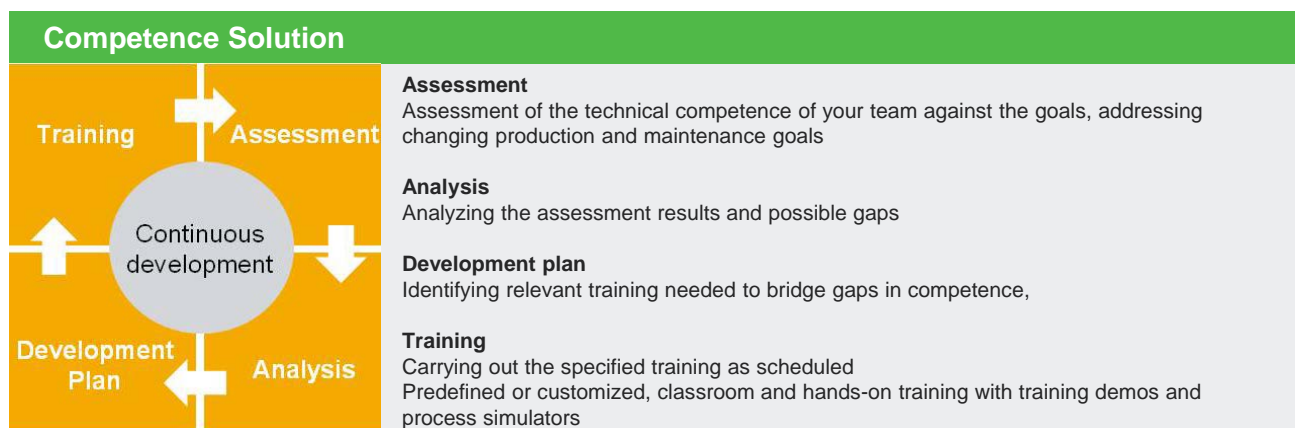 Competence Solution
Training
Assessment
Continuous
development
Development
Plan
Analysis
Assessment
Assessment of the technical competence of your team against the goals, addressing
changing production and maintenance goals
Analysis
Analyzing the assessment results and possible gaps
Development plan
Identifying relevant training needed to bridge gaps in competence,
Training
Carrying out the specified training as scheduled
Predefined or customized, classroom and hands-on training with training demos and
process simulators